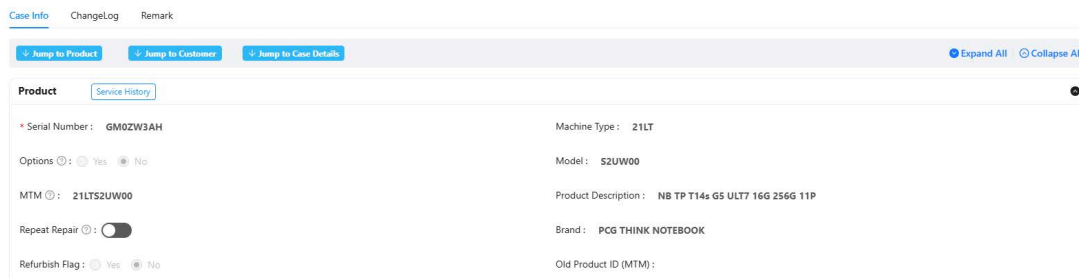 Case Info ChangeLog Remark
Jump to Product Jump to Customer Jump to Case Details Expand All Collapse Al
Product Service History
* Serial Number : GM0ZW3AH Machine Type : 21LT
Options ? : Yes No Model : S2UW00
MTM ? : 21LTS2UW00 Product Description : NB TP T14s G5 ULT7 16G 256G 11P
Repeat Repair ? : Brand : PCG THINK NOTEBOOK
Refurbish Flag : Yes No Old Product ID (MTM) :